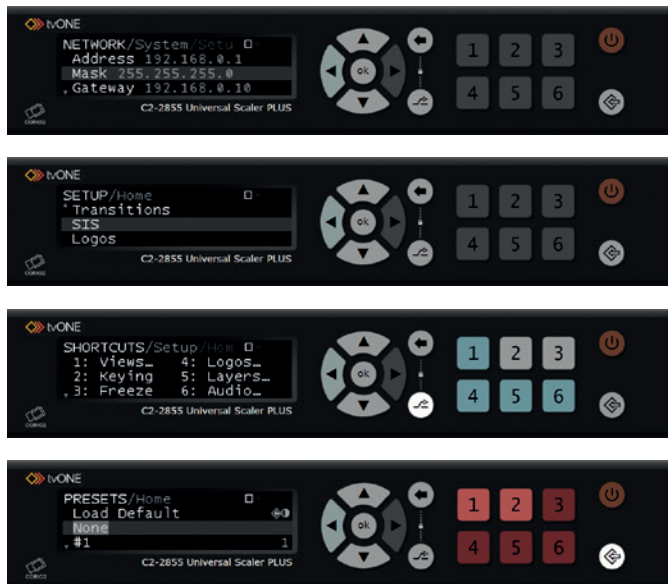 tvONE
NETWORK/System/Setu
Address 192.168.0.1
Mask 255.255.255.0
Gateway 192.168.0.10
C2-2855 Universal Scaler PLUS
CORIO2
ok
1 2 3
4 5 6
tvONE
SETUP/Home
Transitions
SIS
Logos
C2-2855 Universal Scaler PLUS
CORIO2
ok
1 2 3
4 5 6
tvONE
SHORTCUTS/Setup/Hom
1: Views… 4: Logos…
2: Keying 5: Layers…
3: Freeze 6: Audio…
C2-2855 Universal Scaler PLUS
CORIO2
ok
1 2 3
4 5 6
tvONE
PRESETS/Home
Load Default
None
#1 1
C2-2855 Universal Scaler PLUS
CORIO2
ok
1 2 3
4 5 6